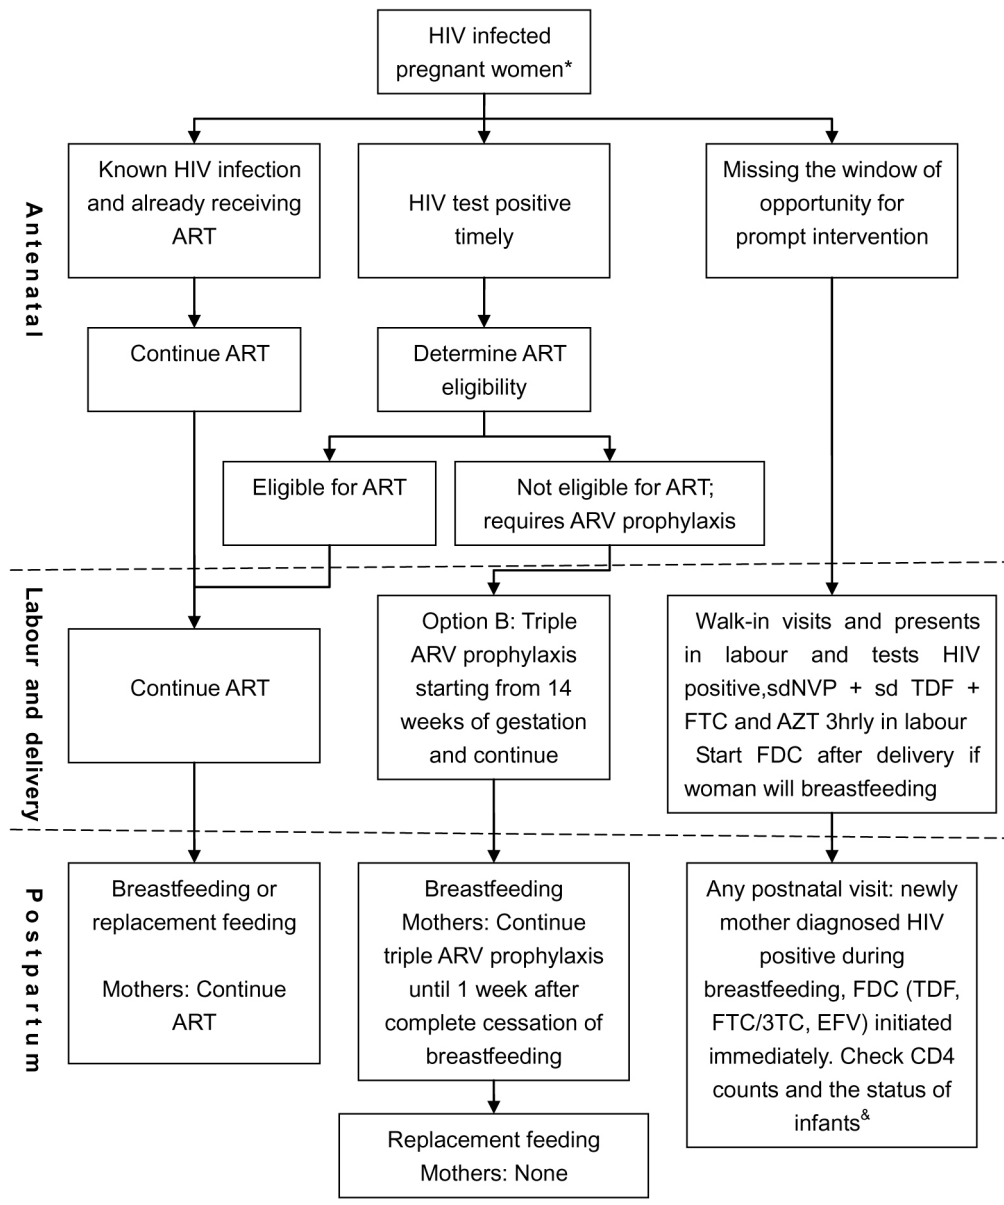 HIV infected
pregnant women*
Antenatal
Known HIV infection
and already receiving
ART
HIV test positive
timely
Missing the window of
opportunity for
prompt intervention
Continue ART
Determine ART
eligibility
Eligible for ART
Not eligible for ART;
requires ARV prophylaxis
Labour and delivery
Continue ART
Option B: Triple
ARV prophylaxis
starting from 14
weeks of gestation
and continue
Walk-in visits and presents
in labour and tests HIV
positive,sdNVP + sd TDF +
FTC and AZT 3hrly in labour
Start FDC after delivery if
woman will breastfeeding
Postpartum
Breastfeeding or
replacement feeding
Mothers: Continue
ART
Breastfeeding
Mothers: Continue
triple ARV prophylaxis
until 1 week after
complete cessation of
breastfeeding
Any postnatal visit: newly
mother diagnosed HIV
positive during
breastfeeding, FDC (TDF,
FTC/3TC, EFV) initiated
immediately. Check CD4
counts and the status of
infants&
Replacement feeding
Mothers: None